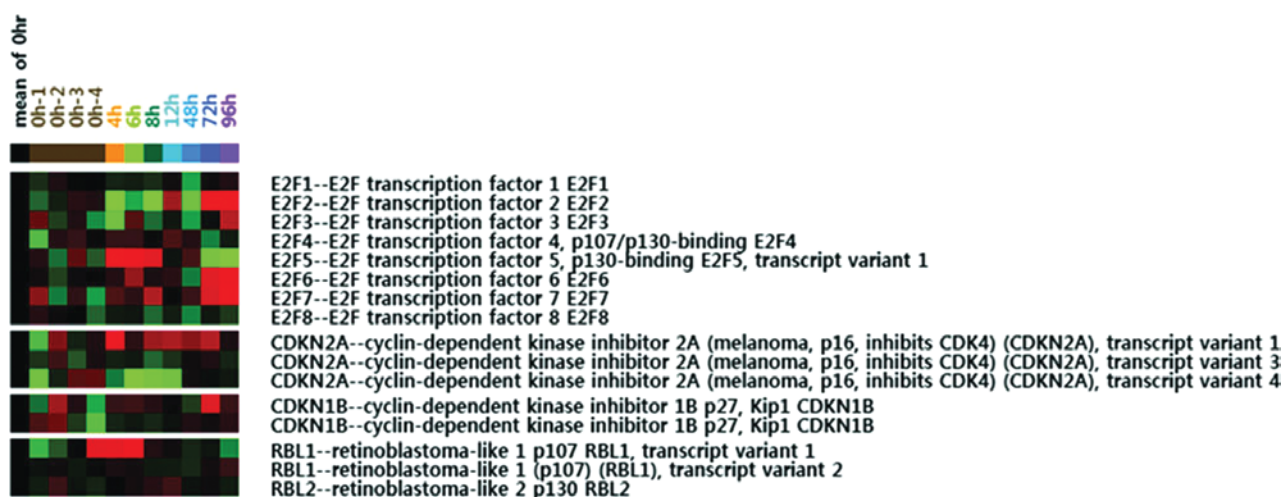 mean of 0hr
0h-1
0h-2
0h-3
0h-4
4h
6h
8h
12h
48h
72h
96h
E2F1--E2F transcription factor 1 E2F1
E2F2--E2F transcription factor 2 E2F2
E2F3--E2F transcription factor 3 E2F3
E2F4--E2F transcription factor 4, p107/p130-binding E2F4
E2F5--E2F transcription factor 5, p130-binding E2F5, transcript variant 1
E2F6--E2F transcription factor 6 E2F6
E2F7--E2F transcription factor 7 E2F7
E2F8--E2F transcription factor 8 E2F8
CDKN2A--cyclin-dependent kinase inhibitor 2A (melanoma, p16, inhibits CDK4) (CDKN2A), transcript variant 1
CDKN2A--cyclin-dependent kinase inhibitor 2A (melanoma, p16, inhibits CDK4) (CDKN2A), transcript variant 3
CDKN2A--cyclin-dependent kinase inhibitor 2A (melanoma, p16, inhibits CDK4) (CDKN2A), transcript variant 4
CDKN1B--cyclin-dependent kinase inhibitor 1B p27, Kip1 CDKN1B
CDKN1B--cyclin-dependent kinase inhibitor 1B p27, Kip1 CDKN1B
RBL1--retinoblastoma-like 1 p107 RBL1, transcript variant 1
RBL1--retinoblastoma-like 1 (p107) (RBL1), transcript variant 2
RBL2--retinoblastoma-like 2 p130 RBL2